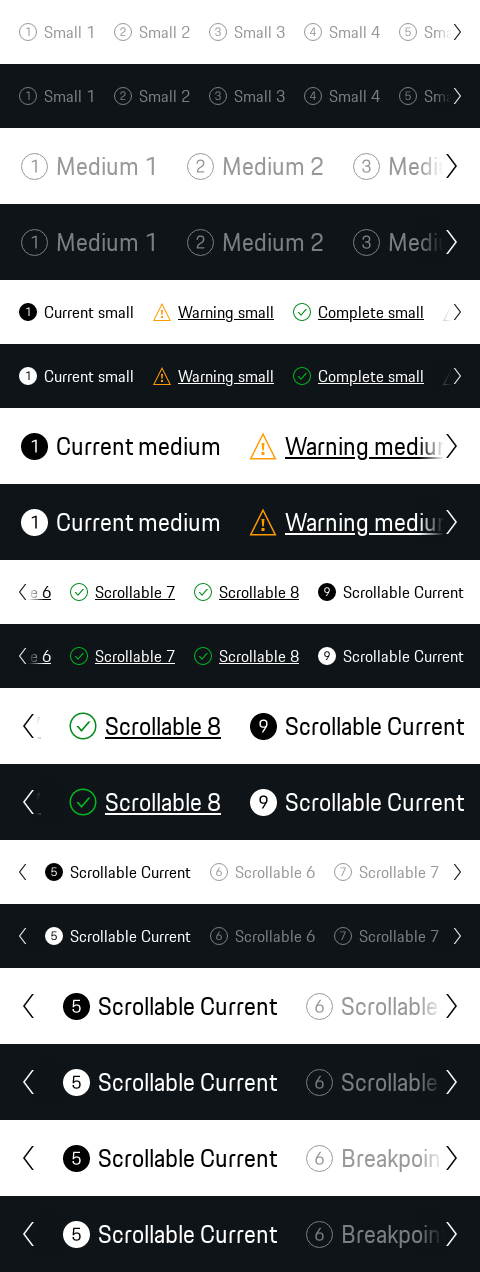 1 Small 1 2 Small 2 3 Small 3 4 Small 4 5 Sma
1 Small 1 2 Small 2 3 Small 3 4 Small 4 5 Sma
1 Medium 1 2 Medium 2 3 Medi
1 Medium 1 2 Medium 2 3 Medi
1 Current small Warning small Complete small
1 Current small Warning small Complete small
1 Current medium Warning medium
1 Current medium Warning medium
e 6 Scrollable 7 Scrollable 8 9 Scrollable Current
e 6 Scrollable 7 Scrollable 8 9 Scrollable Current
Scrollable 8 9 Scrollable Current
Scrollable 8 9 Scrollable Current
5 Scrollable Current 6 Scrollable 6 7 Scrollable 7
5 Scrollable Current 6 Scrollable 6 7 Scrollable 7
5 Scrollable Current 6 Scrollable
5 Scrollable Current 6 Scrollable
5 Scrollable Current 6 Breakpoin
5 Scrollable Current 6 Breakpoin